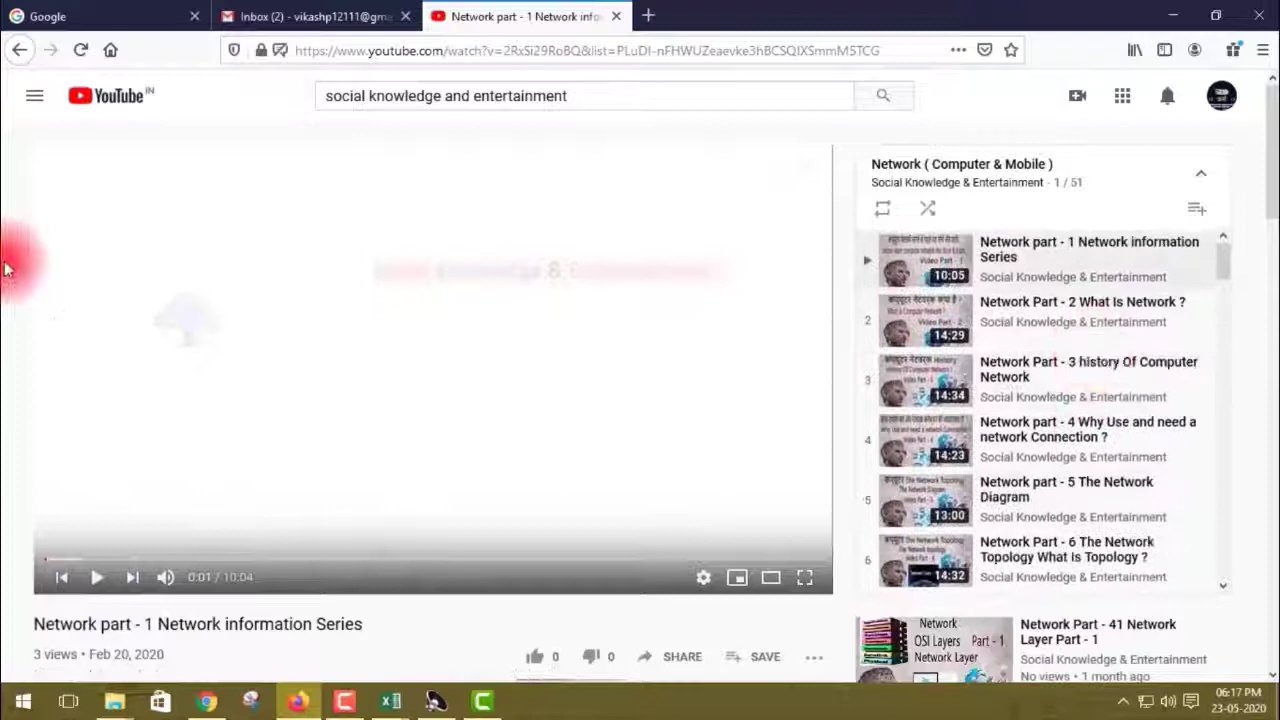 Google
Inbox (2) - vikashp12111@gma
Network part - 1 Network info
https://www.youtube.com/watch?v=2RxSi29RoBQ&list=PLuDI-nFHWUZeaevke3hBCSQIXSmmM5TCG
YouTube IN
social knowledge and entertainment
Network ( Computer & Mobile )
Social Knowledge & Entertainment - 1 / 51
Network part - 1 Network information
Series
Social Knowledge & Entertainment
Video Part - 1
10:05
2
Network Part - 2 What Is Network ?
Social Knowledge & Entertainment
Video Part - 2
14:29
3
Network Part - 3 history Of Computer
Network
Social Knowledge & Entertainment
14:34
4
Network part - 4 Why Use and need a
network Connection ?
Social Knowledge & Entertainment
14:23
5
Network part - 5 The Network
Diagram
Social Knowledge & Entertainment
13:00
6
Network Part - 6 The Network
Topology What Is Topology ?
Social Knowledge & Entertainment
14:32
0:01 / 10:04
Network part - 1 Network information Series
3 views • Feb 20, 2020
0
0
SHARE
SAVE
Network
OSI Layers Part - 1
Network Layer
Network Part - 41 Network
Layer Part - 1
Social Knowledge & Entertainment
No views • 1 month ago
06:17 PM
23-05-2020